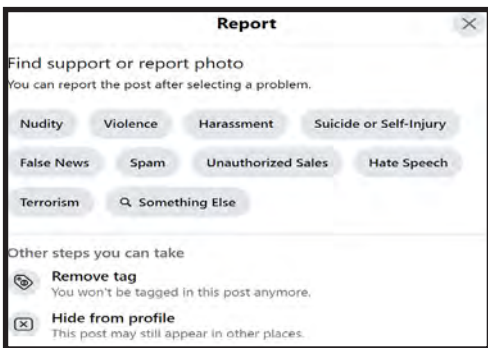 Report
Find support or report photo
You can report the post after selecting a problem.
Nudity Violence Harassment Suicide or Self-Injury
False News Spam Unauthorized Sales Hate Speech
Terrorism Something Else
Other steps you can take
Remove tag
You won't be tagged in this post anymore.
Hide from profile
This post may still appear in other places.